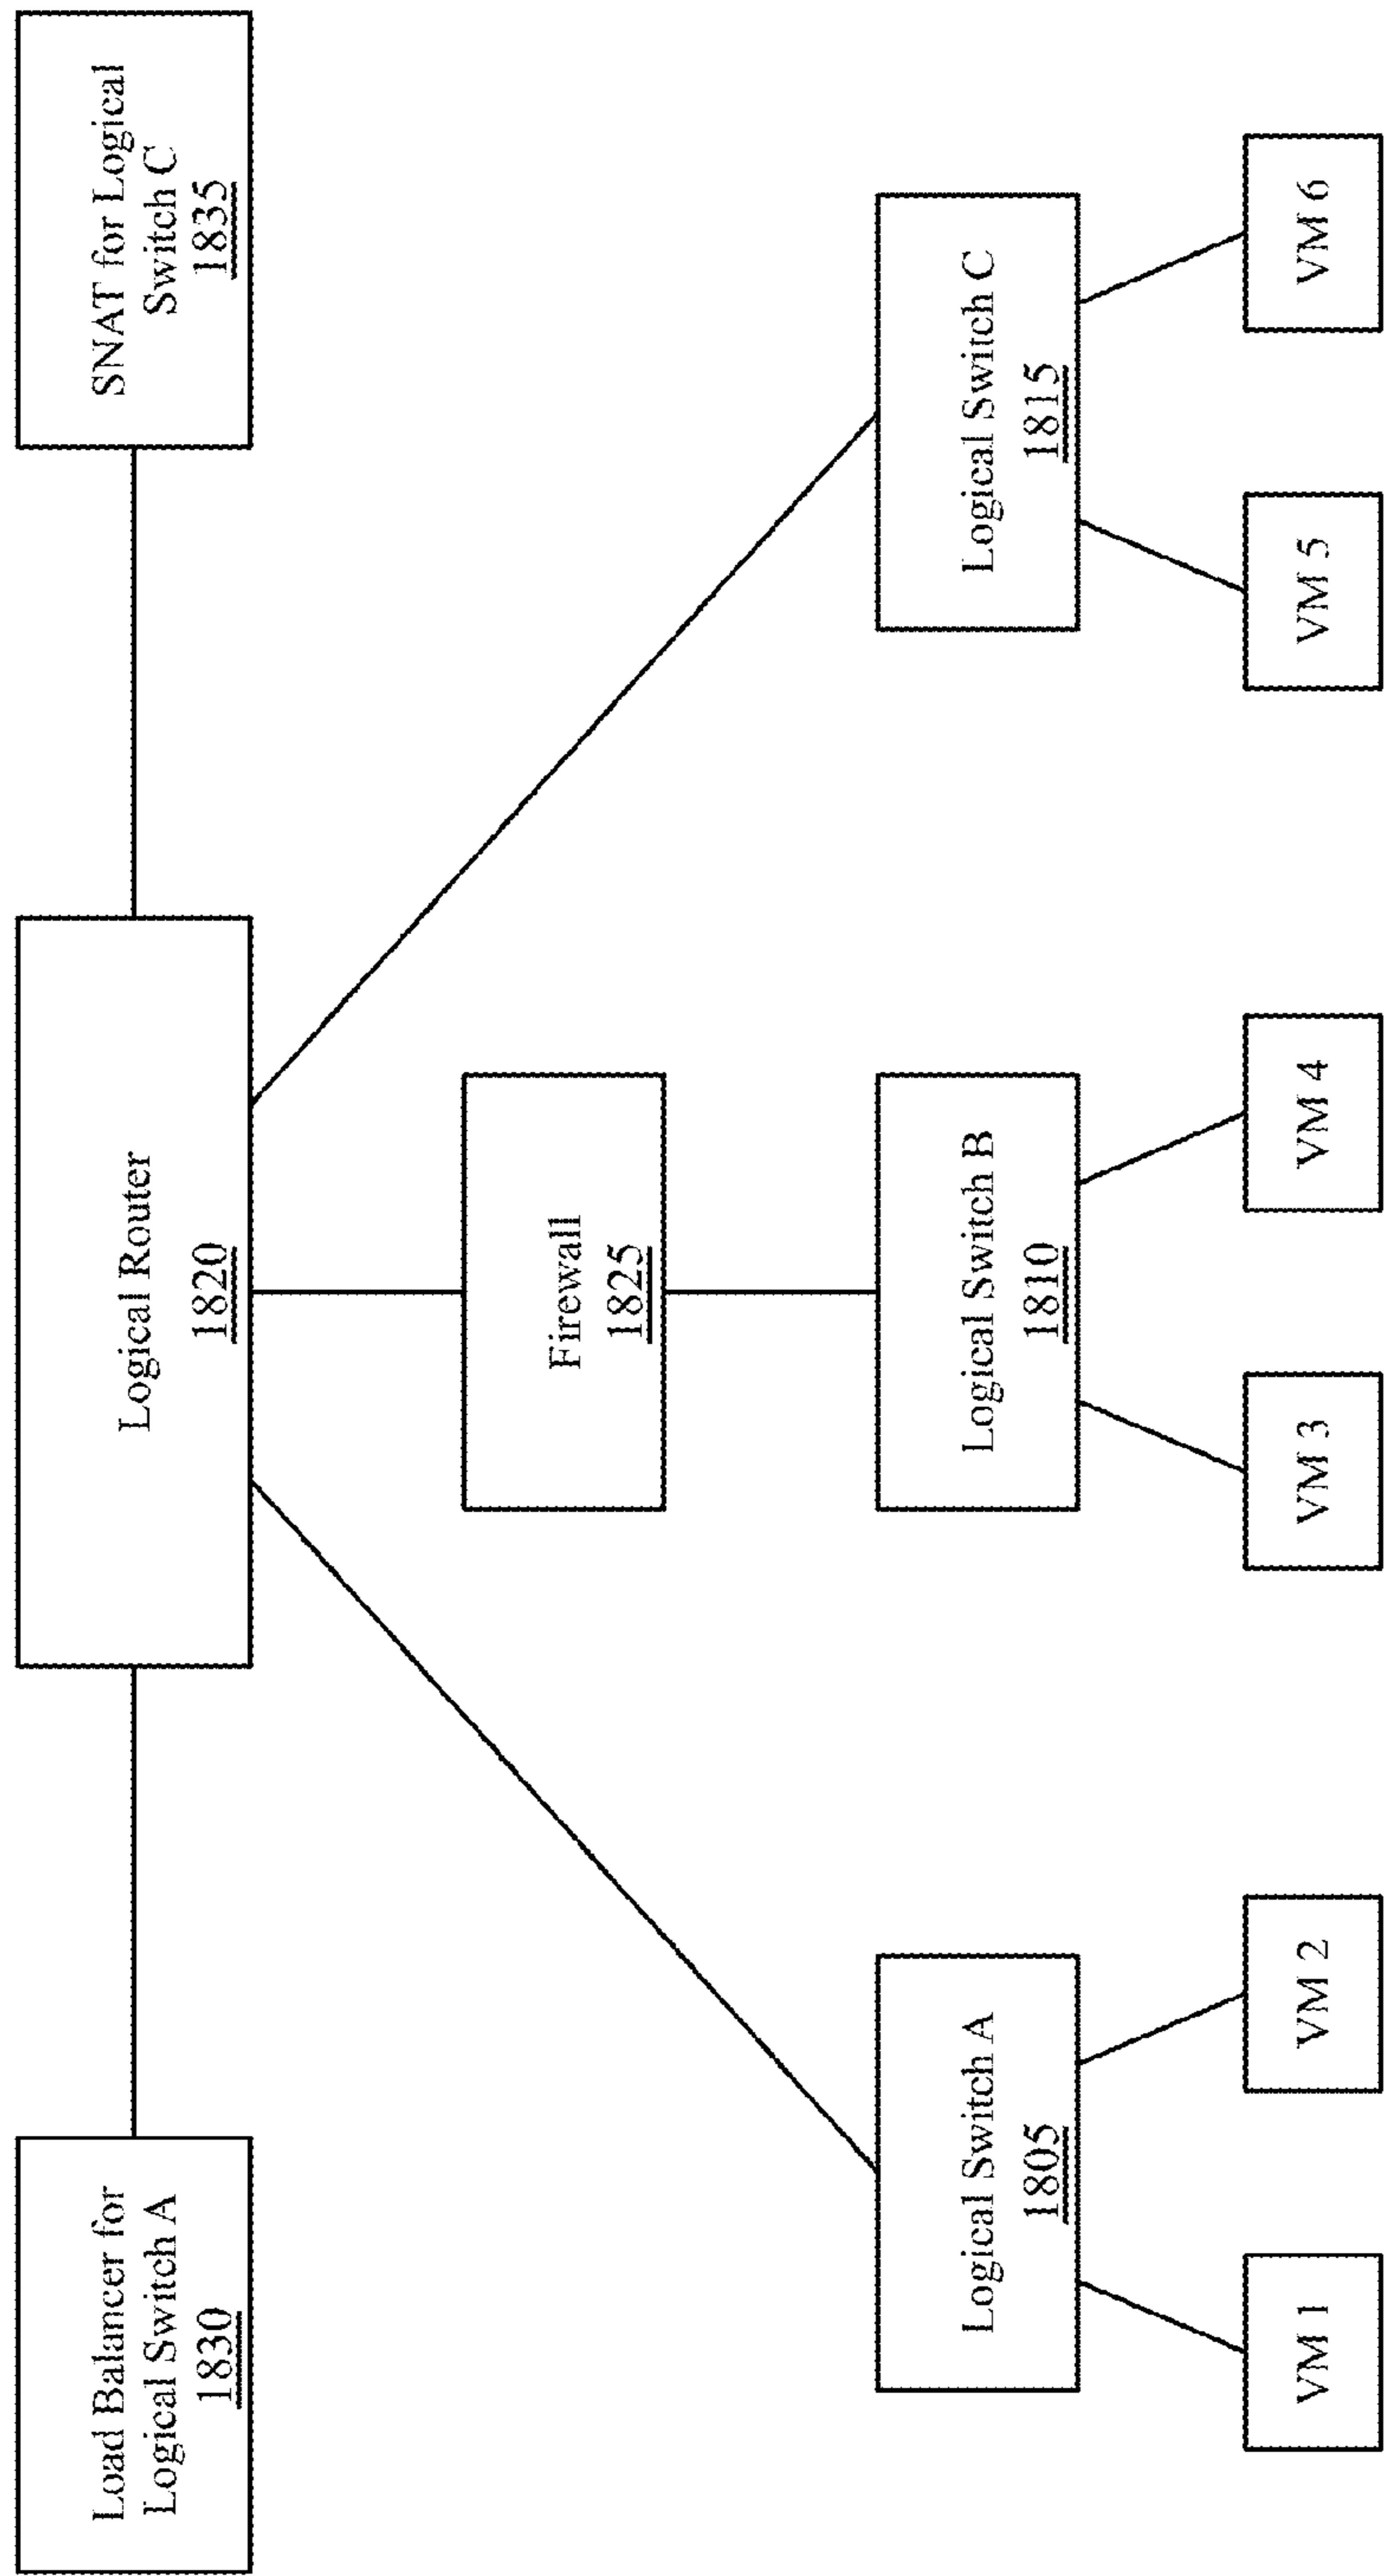 Load Balancer for
Logical Switch A
1830
Logical Router
1820
SNAT for Logical
Switch C
1835
Firewall
1825
Logical Switch A
1805
Logical Switch B
1810
Logical Switch C
1815
VM 1
VM 2
VM 3
VM 4
VM 5
VM 6